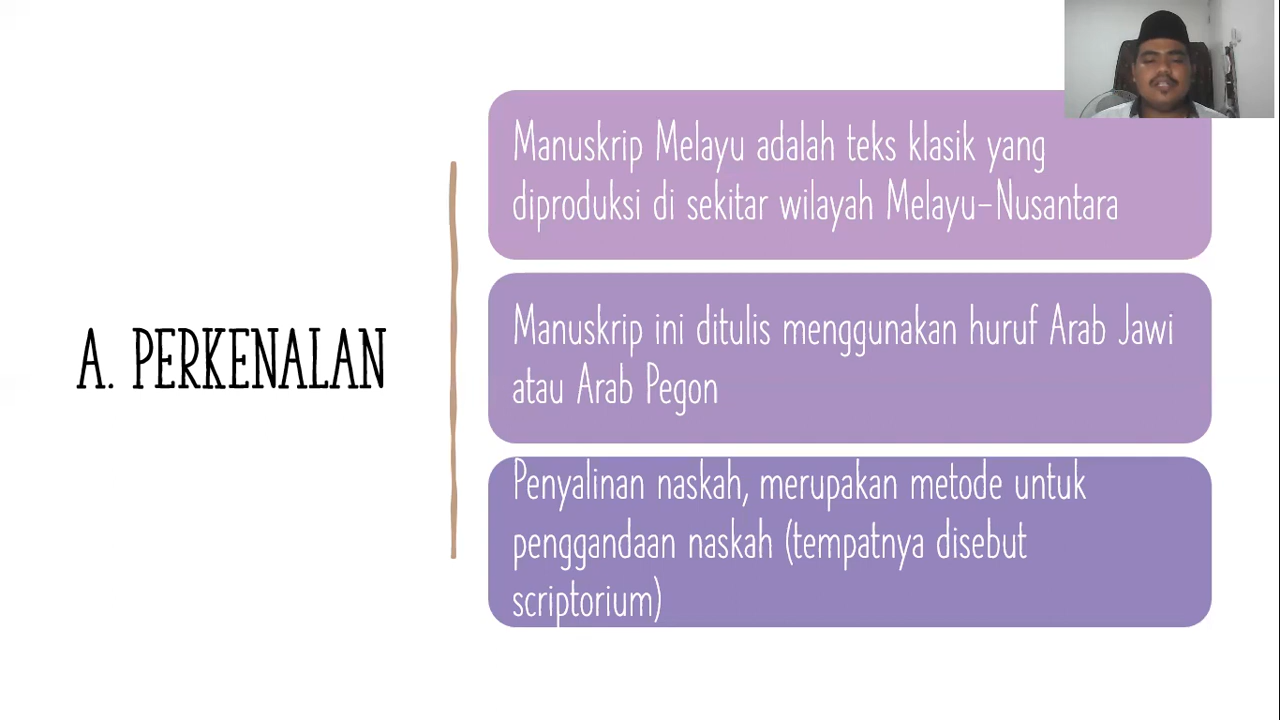 A. PERKENALAN
Manuskrip Melayu adalah teks klasik yang
diproduksi di sekitar wilayah Melayu-Nusantara
Manuskrip ini ditulis menggunakan huruf Arab Jawi
atau Arab Pegon
Penyalinan naskah, merupakan metode untuk
penggandaan naskah (tempatnya disebut
scriptorium)